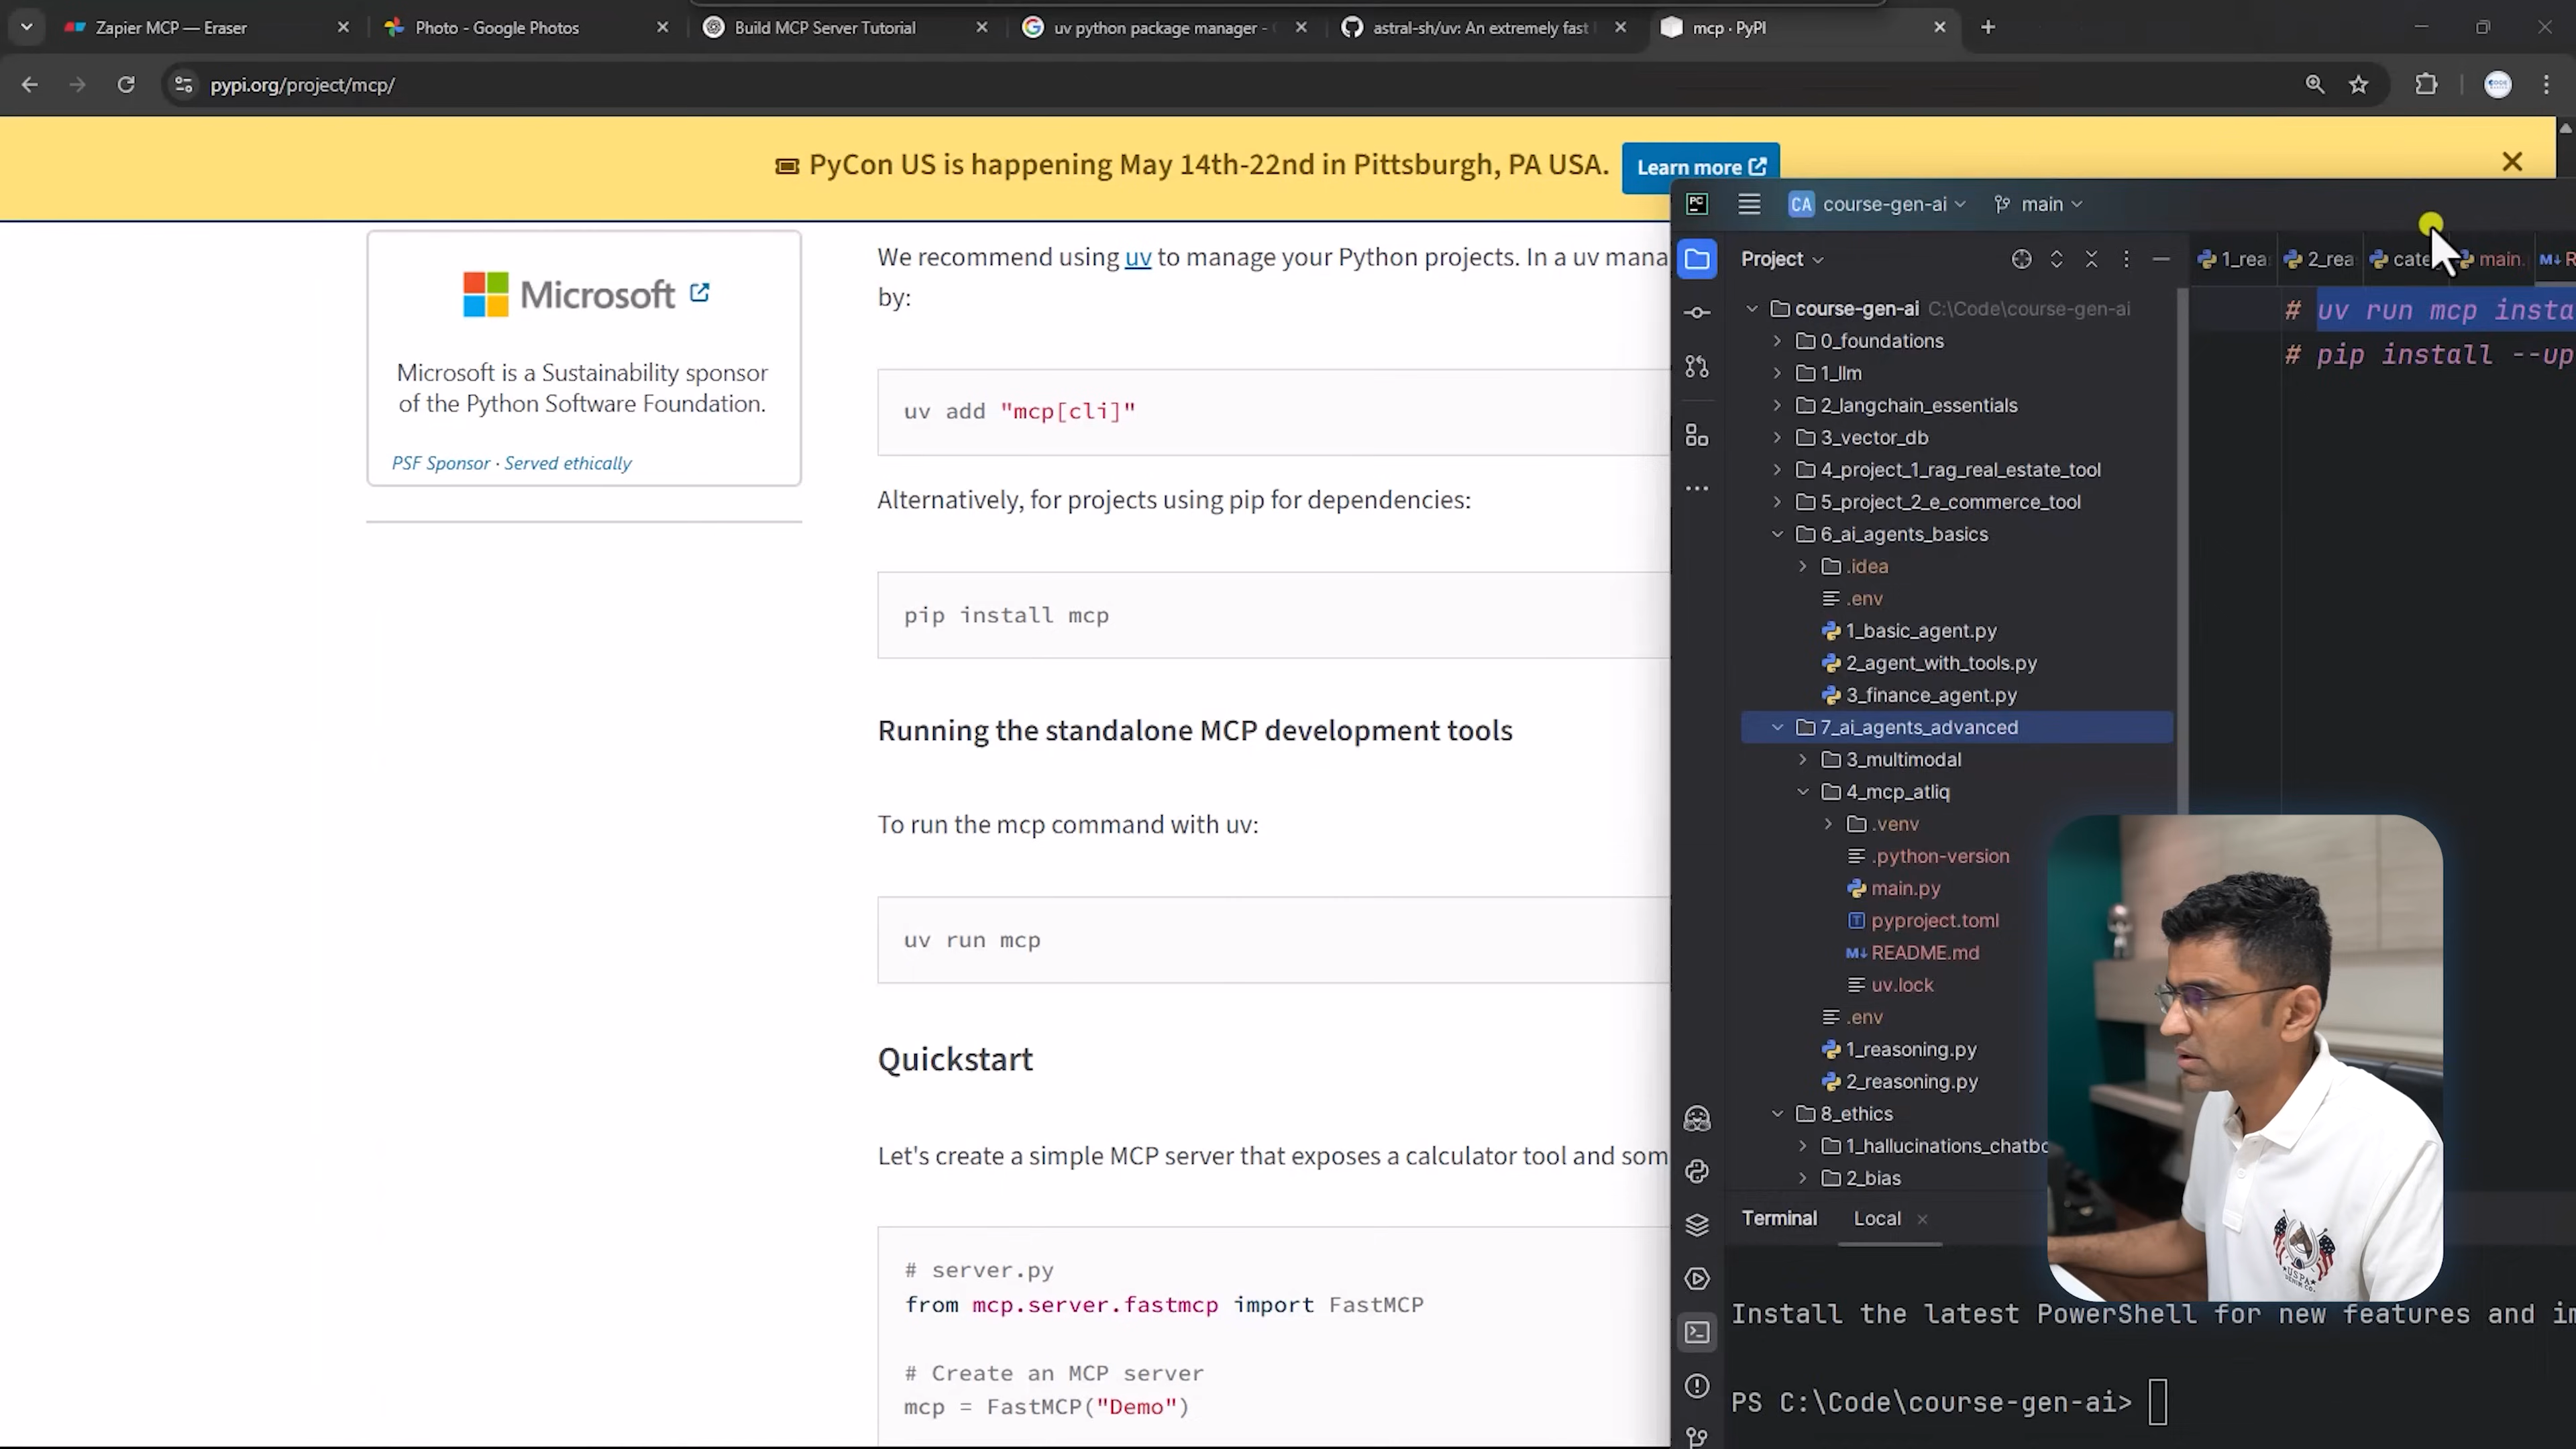 Zapier MCP — Eraser
Photo - Google Photos
Build MCP Server Tutorial
uv python package manager -
astral-sh/uv: An extremely fast
mcp · PyPI
pypi.org/project/mcp/
PyCon US is happening May 14th-22nd in Pittsburgh, PA USA.
Learn more
Microsoft
Microsoft is a Sustainability sponsor
of the Python Software Foundation.
PSF Sponsor · Served ethically
We recommend using uv to manage your Python projects. In a uv mana
by:
uv add "mcp[cli]"
Alternatively, for projects using pip for dependencies:
pip install mcp
Running the standalone MCP development tools
To run the mcp command with uv:
uv run mcp
Quickstart
Let's create a simple MCP server that exposes a calculator tool and som
# server.py
from mcp.server.fastmcp import FastMCP
# Create an MCP server
mcp = FastMCP("Demo")
PC
CA course-gen-ai
main
Project
1_rea
2_rea
cate
main.
M↓ R
# uv run mcp insta
# pip install --up
course-gen-ai C:\Code\course-gen-ai
0_foundations
1_llm
2_langchain_essentials
3_vector_db
4_project_1_rag_real_estate_tool
5_project_2_e_commerce_tool
6_ai_agents_basics
.idea
.env
1_basic_agent.py
2_agent_with_tools.py
3_finance_agent.py
7_ai_agents_advanced
3_multimodal
4_mcp_atliq
.venv
.python-version
main.py
pyproject.toml
M↓ README.md
uv.lock
.env
1_reasoning.py
2_reasoning.py
8_ethics
1_hallucinations_chatbo
2_bias
Terminal
Local
Install the latest PowerShell for new features and im
PS C:\Code\course-gen-ai>
USPA
DENIM CO.